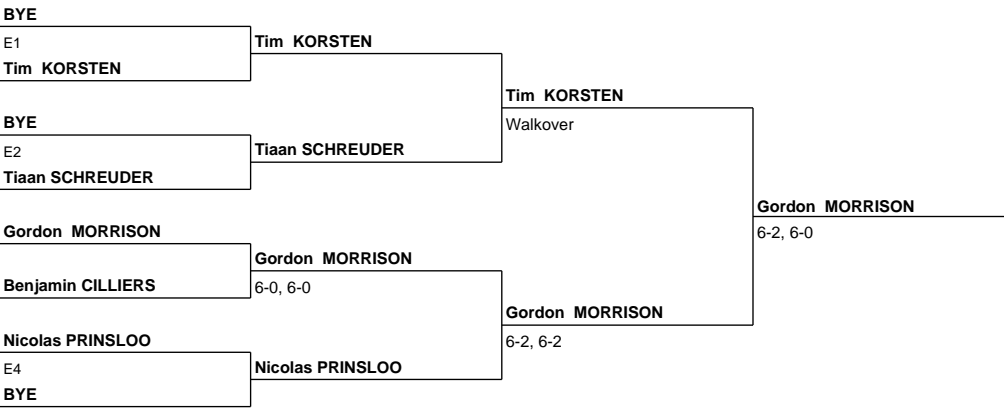 BYE
E1
Tim KORSTEN
Tim KORSTEN
BYE
E2
Tiaan SCHREUDER
Tiaan SCHREUDER
Tim KORSTEN
Walkover
Gordon MORRISON
Benjamin CILLIERS
Gordon MORRISON
6-0, 6-0
Nicolas PRINSLOO
E4
BYE
Nicolas PRINSLOO
Gordon MORRISON
6-2, 6-2
Gordon MORRISON
6-2, 6-0